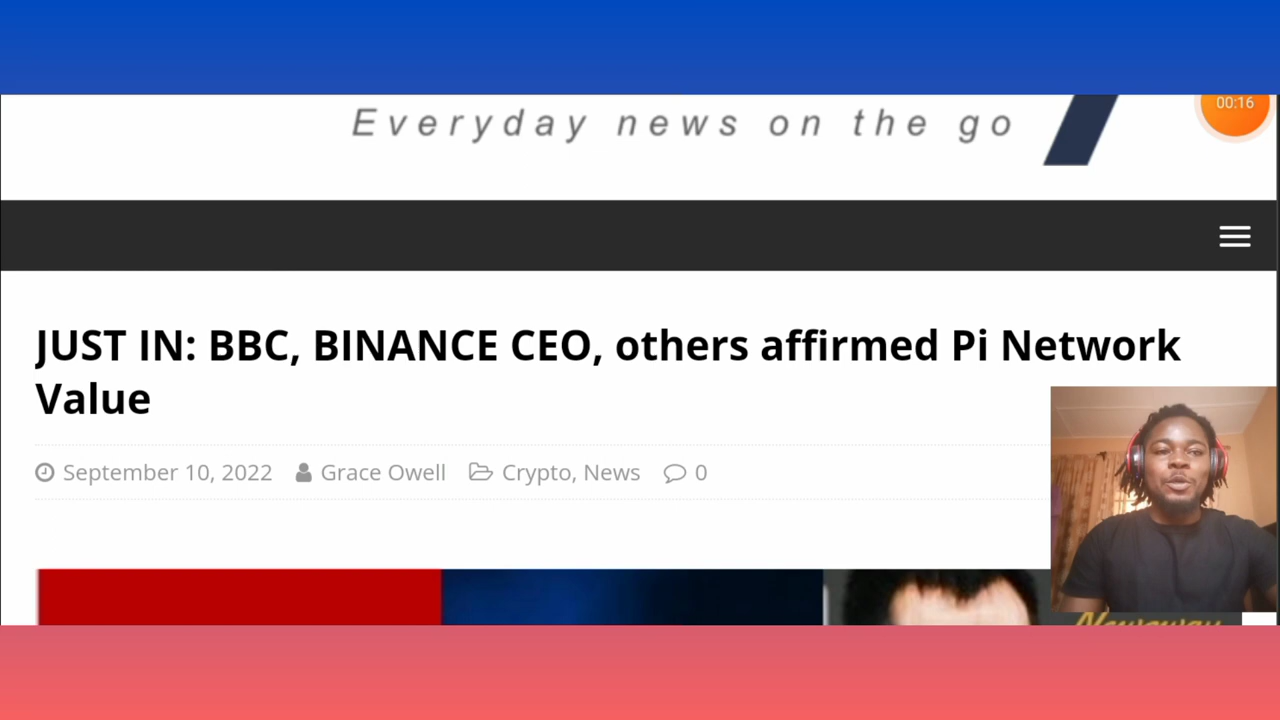 Everyday news on the go
00:16
JUST IN: BBC, BINANCE CEO, others affirmed Pi Network
Value
September 10, 2022 Grace Owell Crypto, News 0